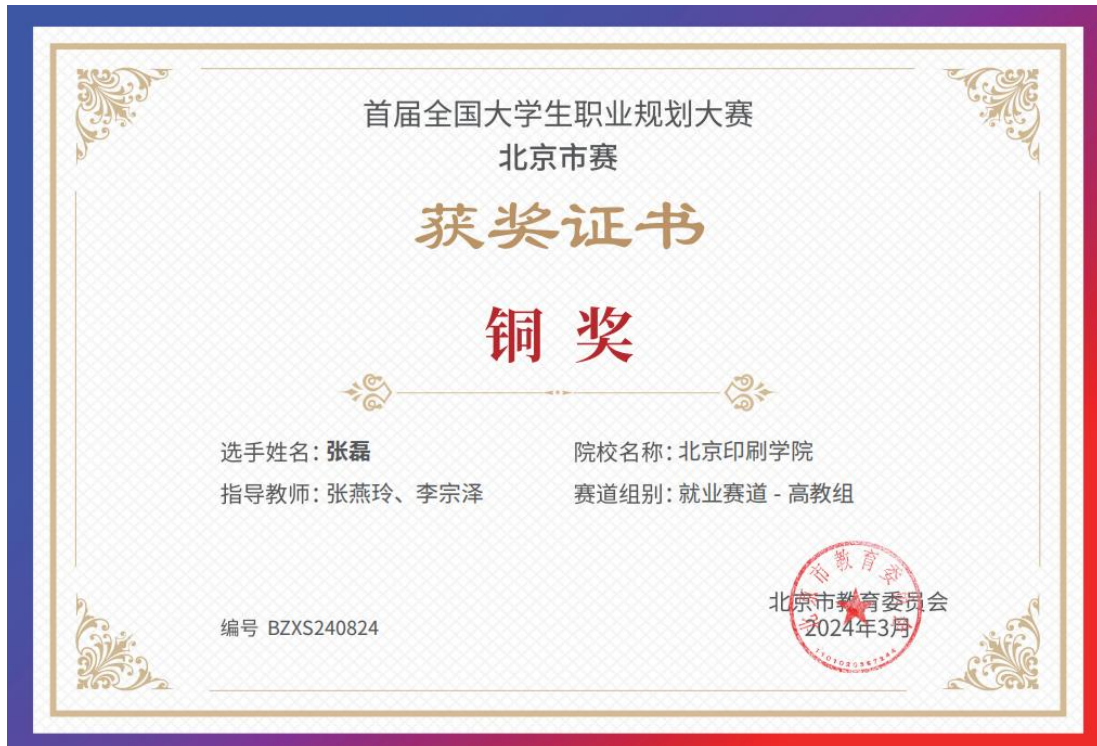 首届全国大学生职业规划大赛
北京市赛
获奖证书
铜奖
选手姓名：张磊 院校名称：北京印刷学院
指导教师：张燕玲、李宗泽 赛道组别：就业赛道 - 高教组
北京市教育委员会
编号 BZXS240824 2024年3月